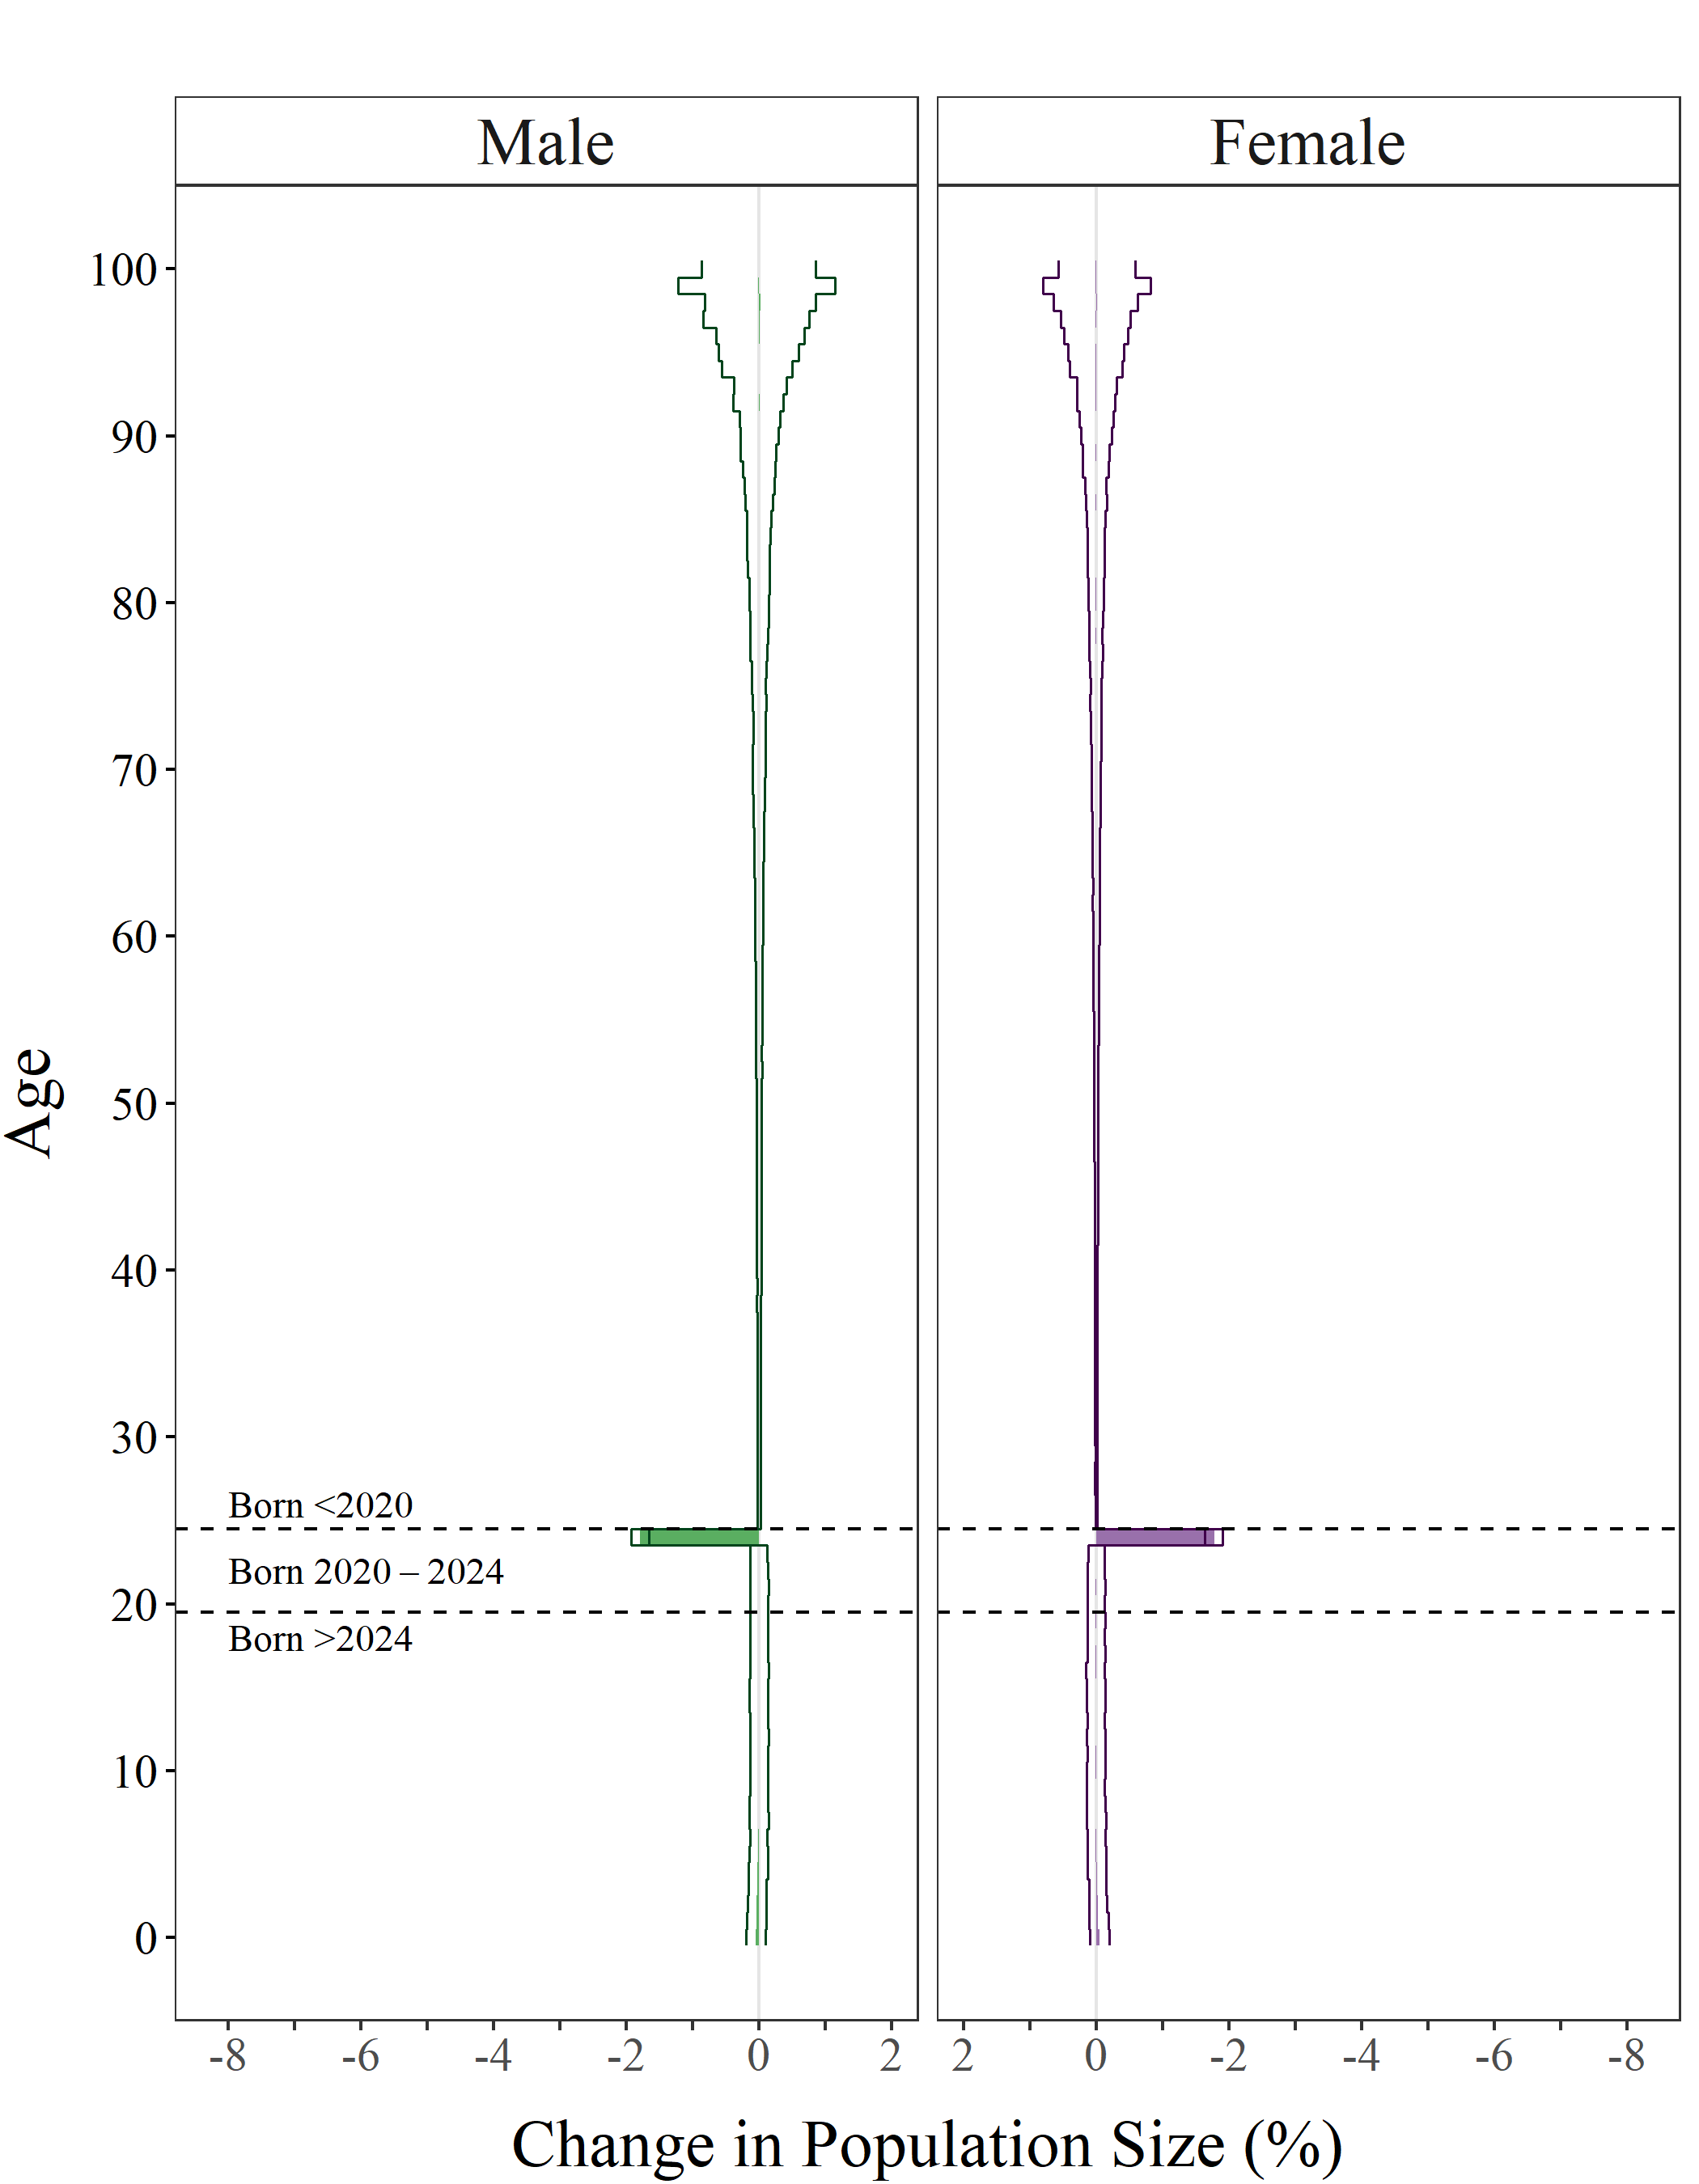 Male
Female
100
90
80
70
60
50
40
30
20
10
0
Age
Born <2020
Born 2020 – 2024
Born >2024
-8 -6 -4 -2 0 2
2 0 -2 -4 -6 -8
Change in Population Size (%)